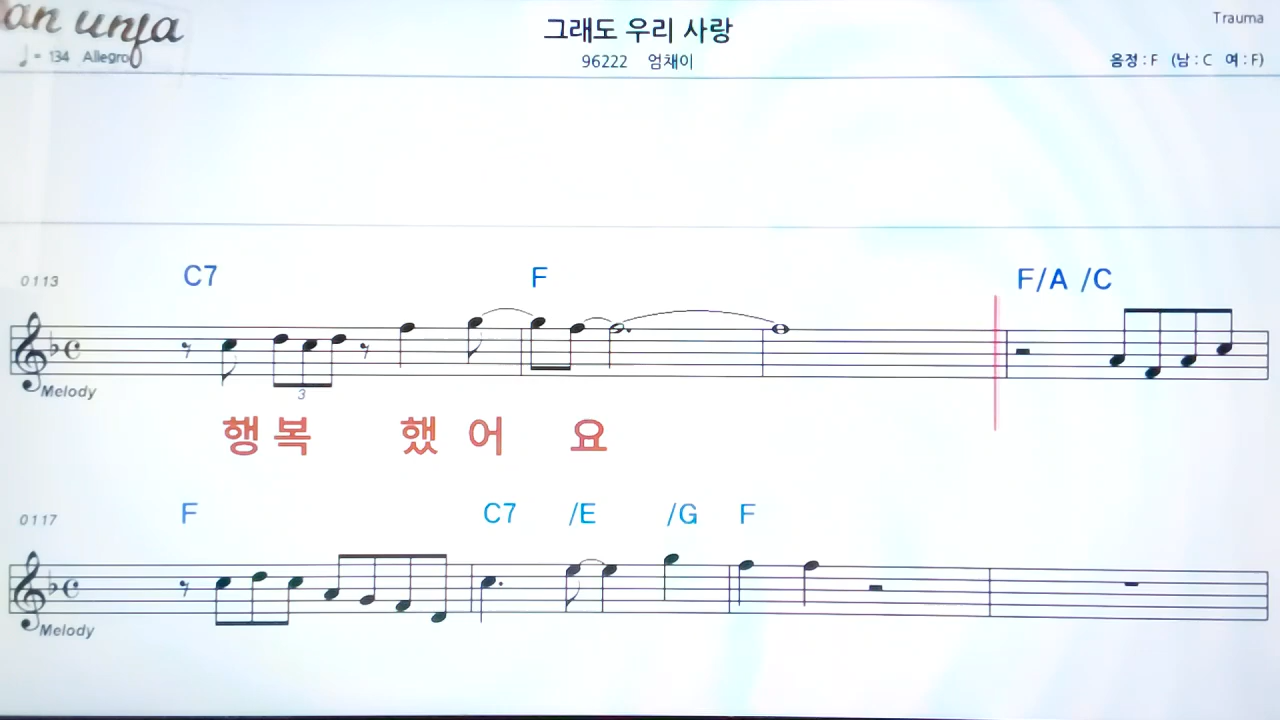 an unfa
그래도 우리 사랑
Trauma
♩ = 134 Allegro
96222 엄채이
음정 : F (남 : C 여 : F)
0113
C7 F F/A /C
Melody
3
행 복 했 어 요
0117
F C7 /E /G F
Melody